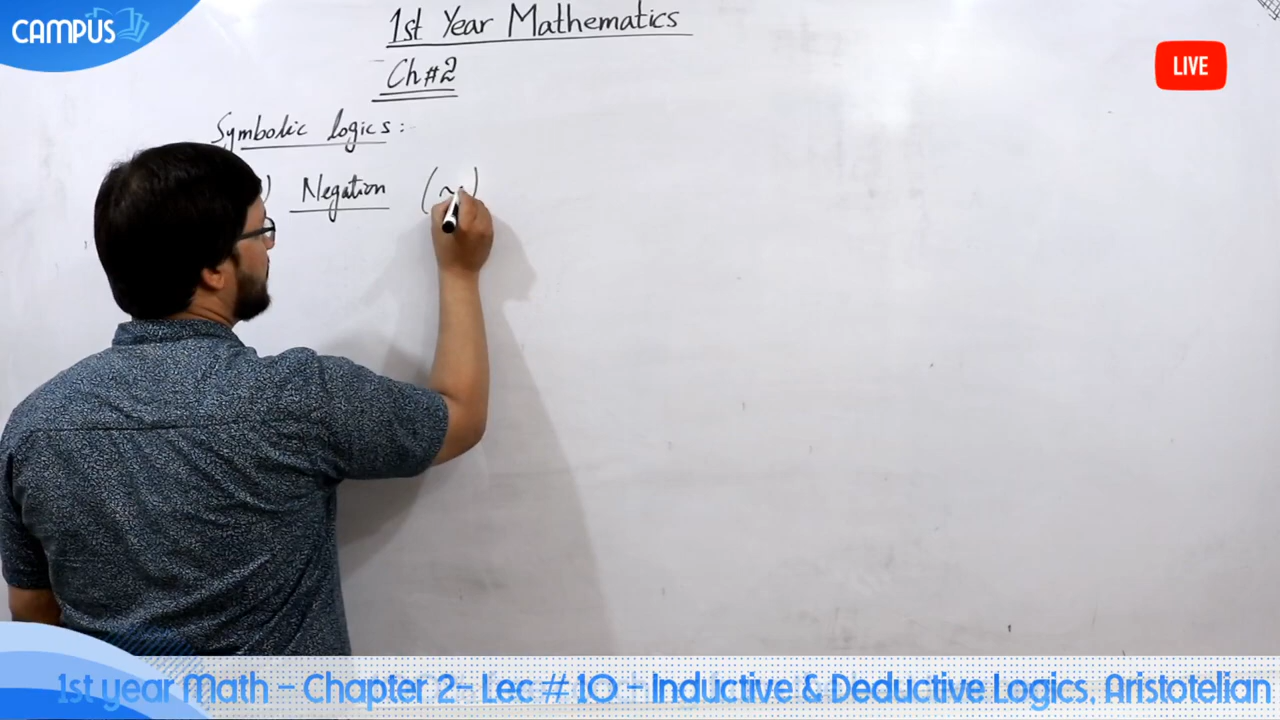 CAMPUS
LIVE
1st Year Mathematics
Ch#2
Symbolic logics:
) Negation (~)
1st year Math – Chapter 2– Lec # 10 – Inductive & Deductive Logics, Aristotelian